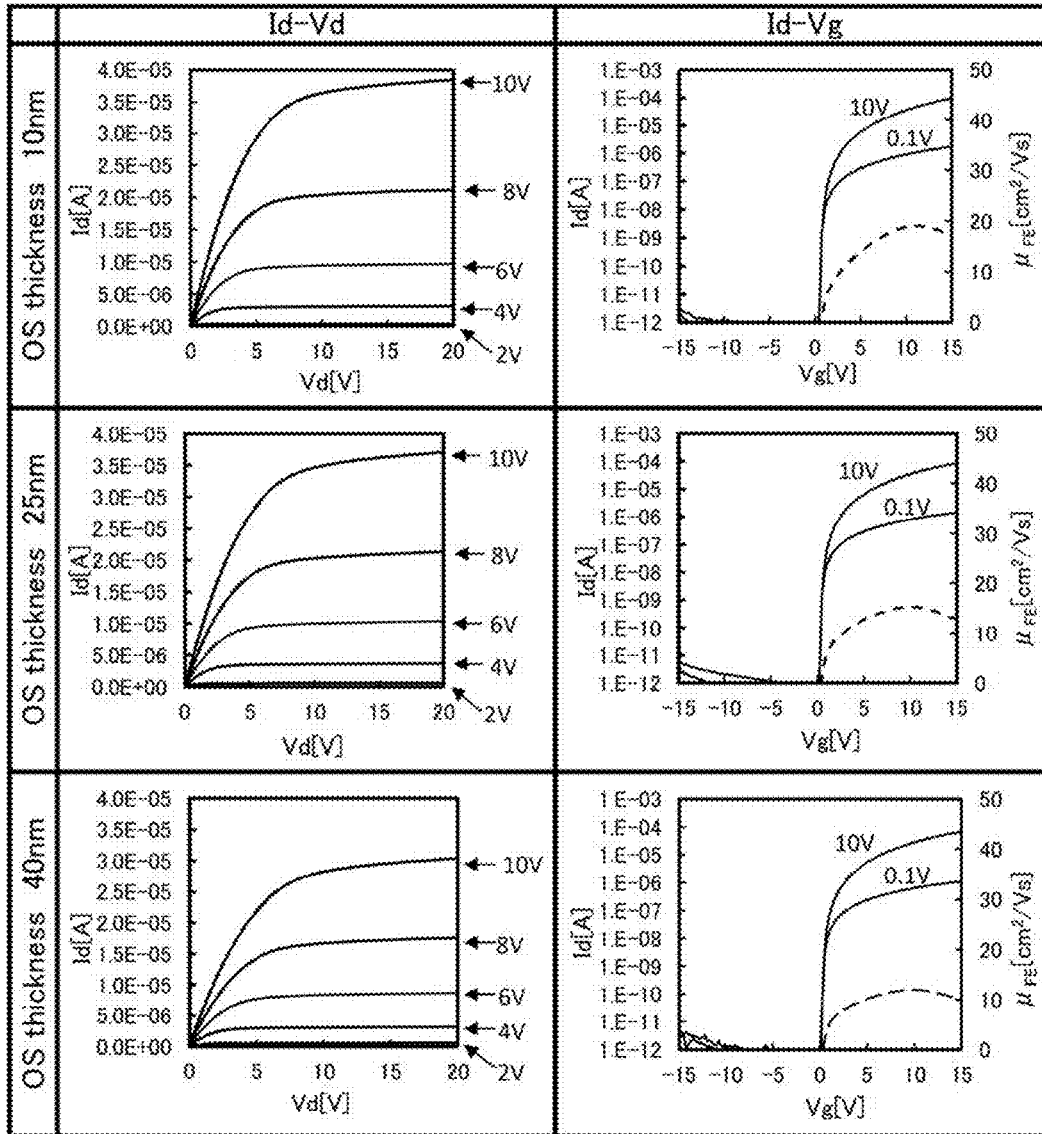 Id-Vd
Id-Vg
OS thickness 10nm
4.0E-05
3.5E-05
3.0E-05
2.5E-05
2.0E-05
1.5E-05
1.0E-05
5.0E-06
0.0E+00
Id[A]
0 5 10 15 20
Vd[V]
10V
8V
6V
4V
2V
1.E-03
1.E-04
1.E-05
1.E-06
1.E-07
1.E-08
1.E-09
1.E-10
1.E-11
1.E-12
Id[A]
10V
0.1V
-15 -10 -5 0 5 10 15
Vg[V]
50
40
30
20
10
0
μFE[cm²/Vs]
OS thickness 25nm
4.0E-05
3.5E-05
3.0E-05
2.5E-05
2.0E-05
1.5E-05
1.0E-05
5.0E-06
0.0E+00
Id[A]
0 5 10 15 20
Vd[V]
10V
8V
6V
4V
2V
1.E-03
1.E-04
1.E-05
1.E-06
1.E-07
1.E-08
1.E-09
1.E-10
1.E-11
1.E-12
Id[A]
10V
0.1V
-15 -10 -5 0 5 10 15
Vg[V]
50
40
30
20
10
0
μFE[cm²/Vs]
OS thickness 40nm
4.0E-05
3.5E-05
3.0E-05
2.5E-05
2.0E-05
1.5E-05
1.0E-05
5.0E-06
0.0E+00
Id[A]
0 5 10 15 20
Vd[V]
10V
8V
6V
4V
2V
1.E-03
1.E-04
1.E-05
1.E-06
1.E-07
1.E-08
1.E-09
1.E-10
1.E-11
1.E-12
Id[A]
10V
0.1V
-15 -10 -5 0 5 10 15
Vg[V]
50
40
30
20
10
0
μFE[cm²/Vs]